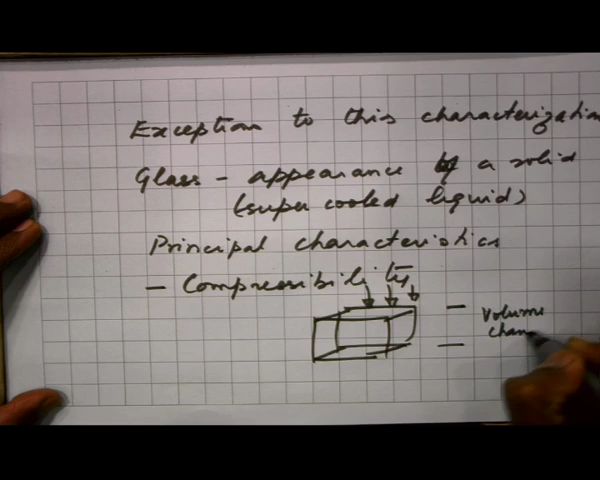 Exception to this characterization
Glass - appearance of a solid
(super cooled liquid)
Principal characteristics
- Compressibility
Volume
chan